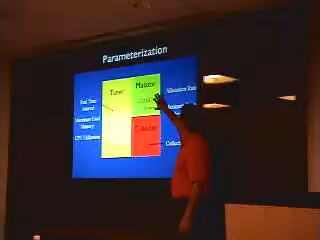 Parameterization
Tuner
Mutator
Real Time
Interval
Maximum Used
Memory
CPU Utilization
Allocation Rate
Collector